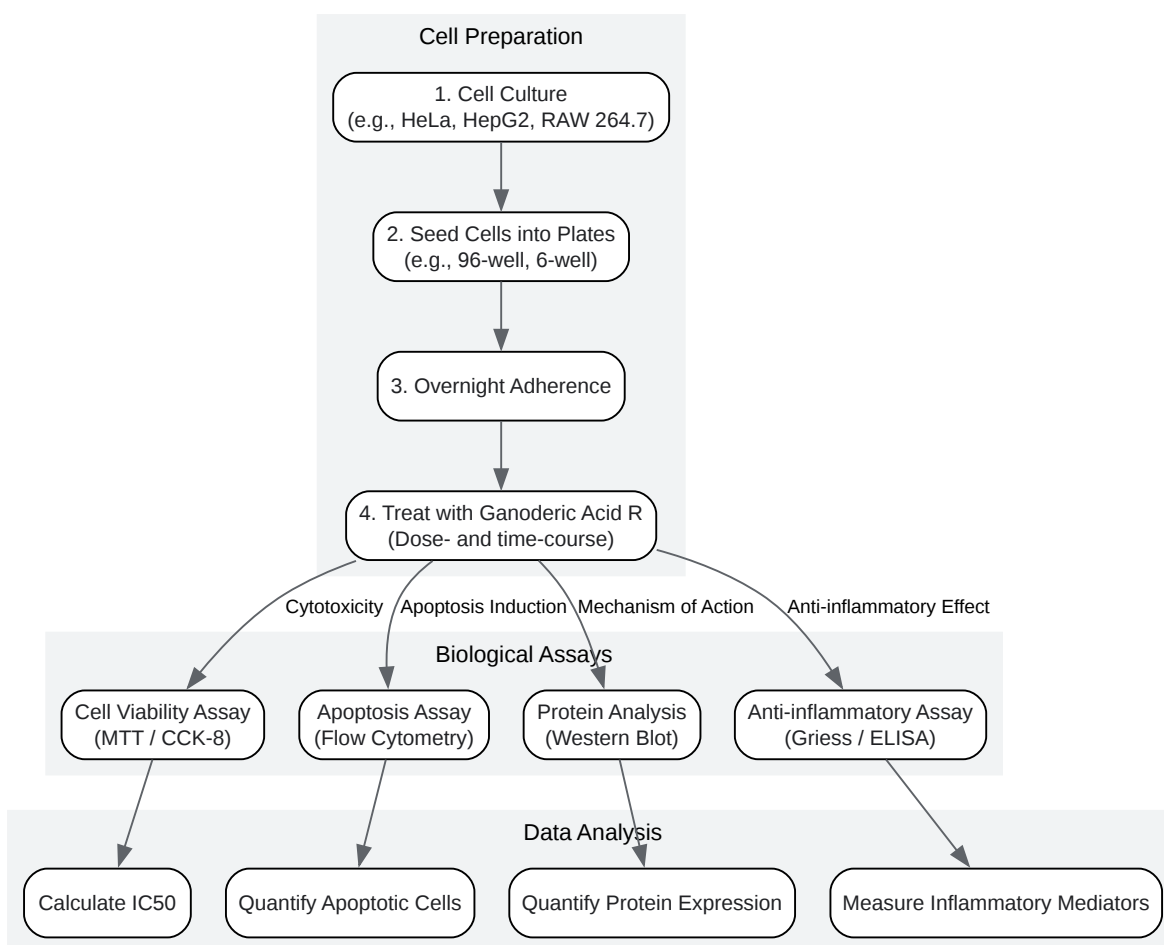 Cell Preparation
1. Cell Culture
(e.g., HeLa, HepG2, RAW 264.7)
2. Seed Cells into Plates
(e.g., 96-well, 6-well)
3. Overnight Adherence
4. Treat with Ganoderic Acid R
(Dose- and time-course)
Cytotoxicity
Apoptosis Induction
Mechanism of Action
Anti-inflammatory Effect
Biological Assays
Cell Viability Assay
(MTT / CCK-8)
Apoptosis Assay
(Flow Cytometry)
Protein Analysis
(Western Blot)
Anti-inflammatory Assay
(Griess / ELISA)
Data Analysis
Calculate IC50
Quantify Apoptotic Cells
Quantify Protein Expression
Measure Inflammatory Mediators